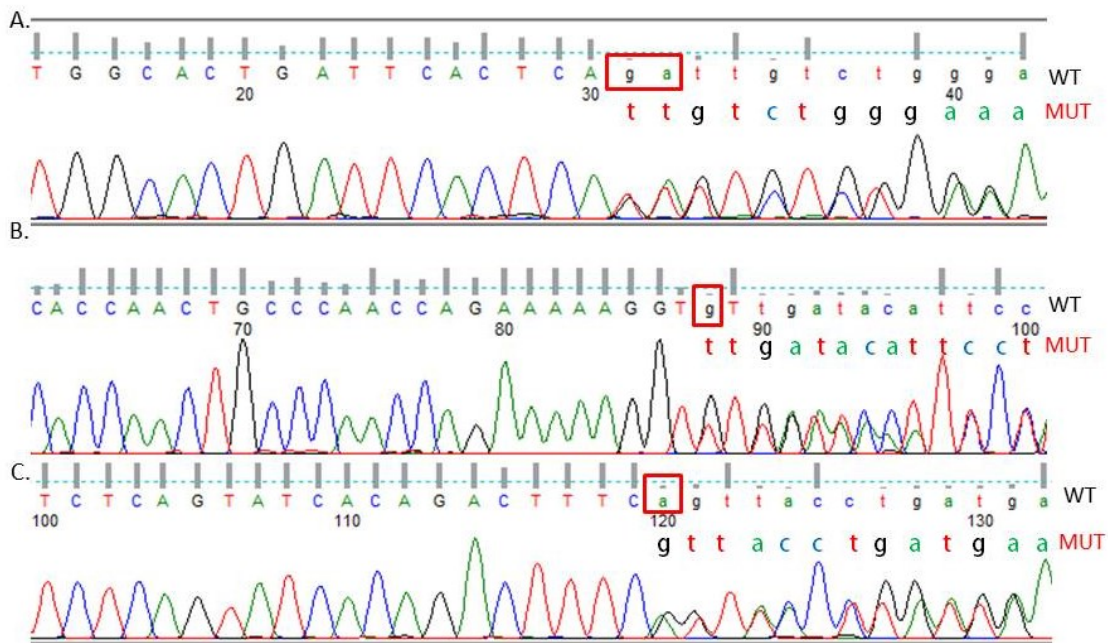 A.
T G G C A C T G A T T C A C T C A g a t t g t c t g g g a WT
20 30 40
t t g t c t g g g a a a MUT
B.
C A C C A A C T G C C C A A C C A G A A A A A G G T g T t g a t a c a t t c c WT
70 80 90 100
t t g a t a c a t t c c t MUT
C.
T C T C A G T A T C A C A G A C T T T C a g t t a c c t g a t g a WT
100 110 120 130
g t t a c c t g a t g a a MUT